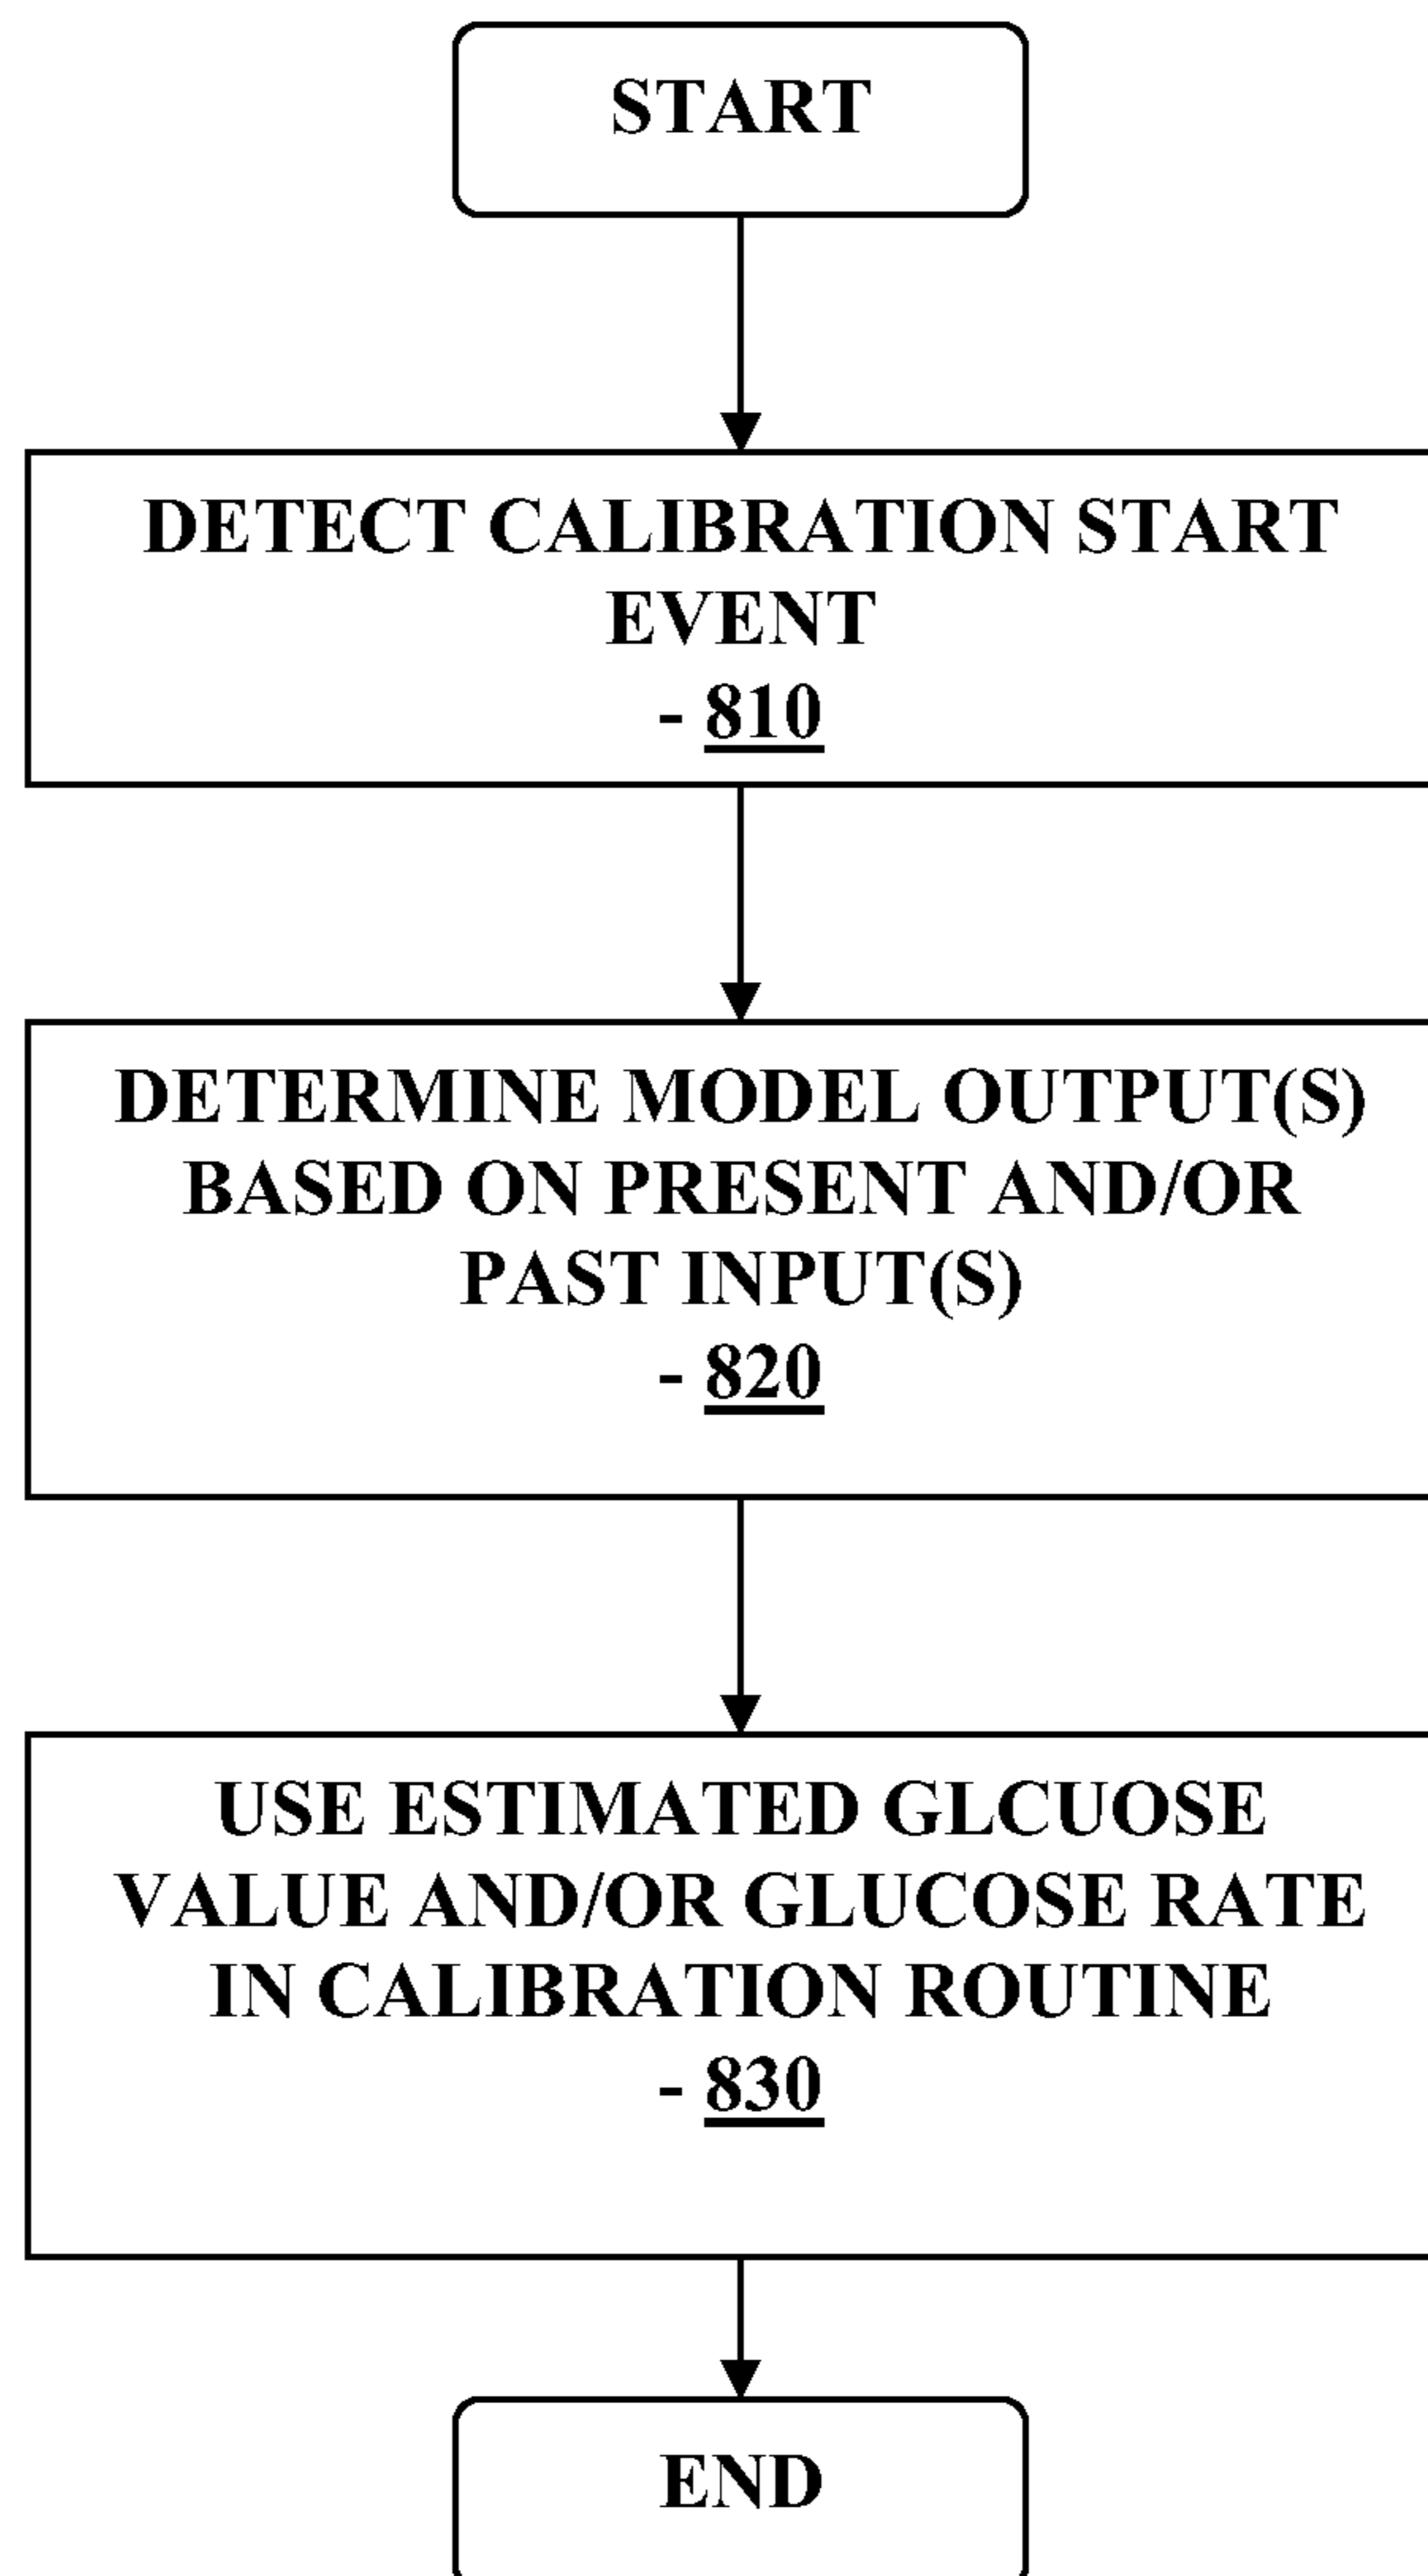 START
DETECT CALIBRATION START
EVENT
- 810
DETERMINE MODEL OUTPUT(S)
BASED ON PRESENT AND/OR
PAST INPUT(S)
- 820
USE ESTIMATED GLCUOSE
VALUE AND/OR GLUCOSE RATE
IN CALIBRATION ROUTINE
- 830
END